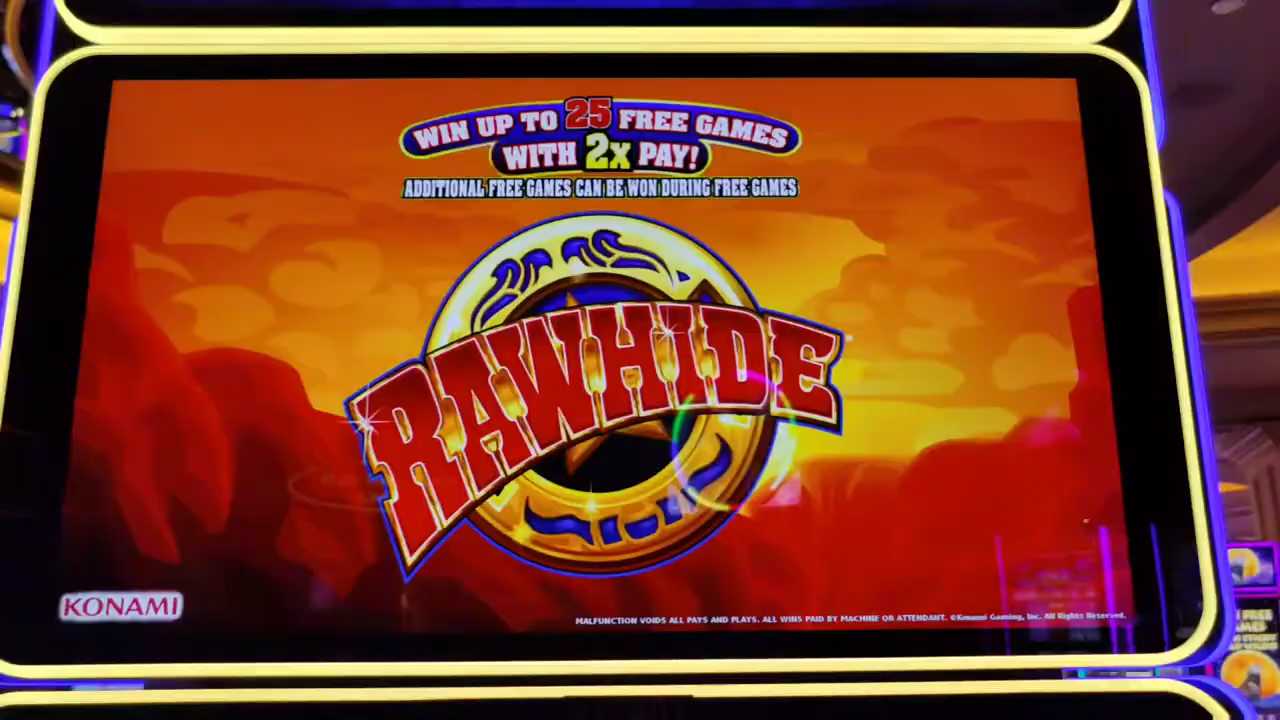 WIN UP TO 25 FREE GAMES
WITH 2x PAY!
ADDITIONAL FREE GAMES CAN BE WON DURING FREE GAMES
RAWHIDE
KONAMI
MALFUNCTION VOIDS ALL PAYS AND PLAYS. ALL WINS PAID BY MACHINE OR ATTENDANT. ©Konami Gaming, Inc. All Rights Reserved.
FREE